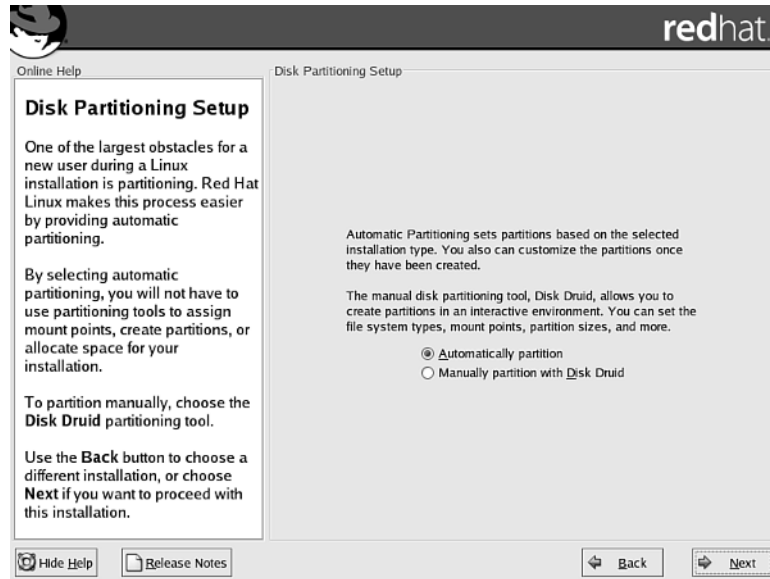 redhat.
Online Help
Disk Partitioning Setup
Disk Partitioning Setup
One of the largest obstacles for a
new user during a Linux
installation is partitioning. Red Hat
Linux makes this process easier
by providing automatic
partitioning.
By selecting automatic
partitioning, you will not have to
use partitioning tools to assign
mount points, create partitions, or
allocate space for your
installation.
To partition manually, choose the
Disk Druid partitioning tool.
Use the Back button to choose a
different installation, or choose
Next if you want to proceed with
this installation.
Automatic Partitioning sets partitions based on the selected
installation type. You also can customize the partitions once
they have been created.
The manual disk partitioning tool, Disk Druid, allows you to
create partitions in an interactive environment. You can set the
file system types, mount points, partition sizes, and more.
Automatically partition
Manually partition with Disk Druid
Hide Help
Release Notes
Back
Next